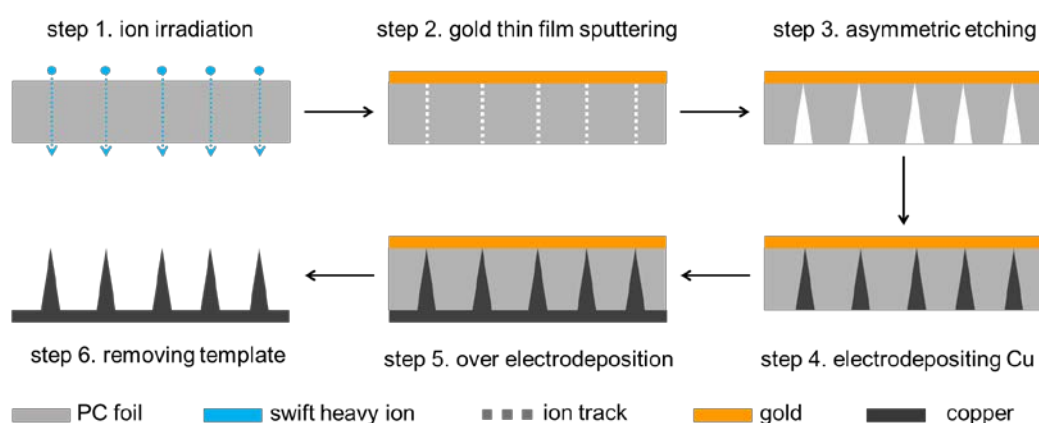 step 1. ion irradiation
step 2. gold thin film sputtering
step 3. asymmetric etching
step 6. removing template
step 5. over electrodeposition
step 4. electrodepositing Cu
PC foil
swift heavy ion
ion track
gold
copper